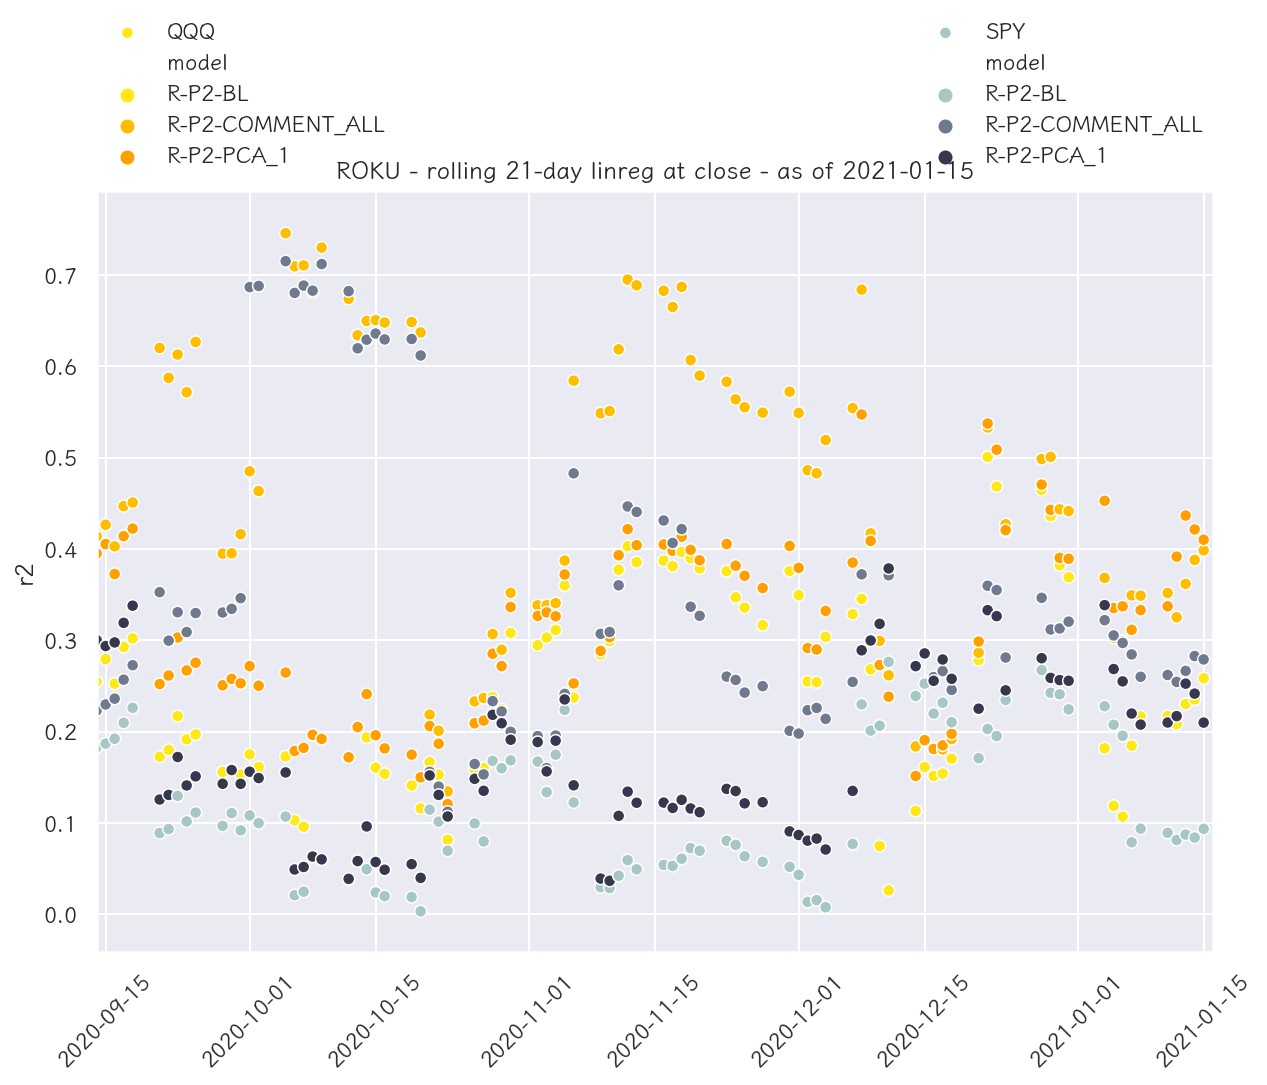 QQQ
model
R-P2-BL
R-P2-COMMENT_ALL
R-P2-PCA_1
SPY
model
R-P2-BL
R-P2-COMMENT_ALL
R-P2-PCA_1
ROKU - rolling 21-day linreg at close - as of 2021-01-15
r2
0.7
0.6
0.5
0.4
0.3
0.2
0.1
0.0
2020-09-15
2020-10-01
2020-10-15
2020-11-01
2020-11-15
2020-12-01
2020-12-15
2021-01-01
2021-01-15